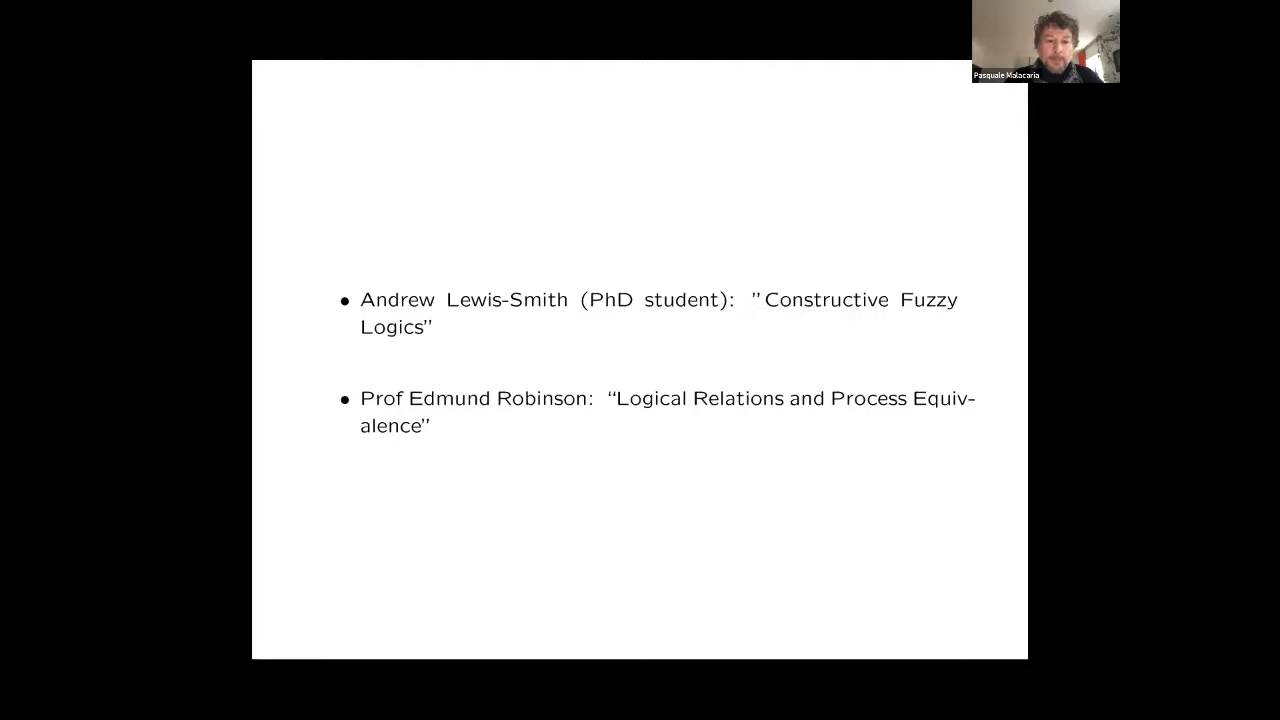 Pasquale Malacaria
• Andrew Lewis-Smith (PhD student): ”Constructive Fuzzy
Logics”
• Prof Edmund Robinson: “Logical Relations and Process Equiv-
alence”